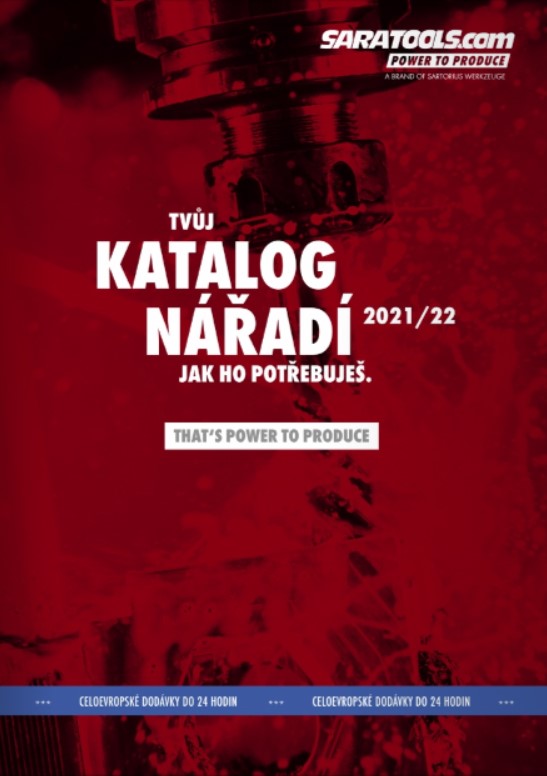 SARATOOLS.com
POWER TO PRODUCE
A BRAND OF SARTORIUS WERKZEUGE
TVŮJ
KATALOG
NÁŘADÍ 2021/22
JAK HO POTŘEBUJEŠ.
THAT'S POWER TO PRODUCE
*** CELOEVROPSKÉ DODÁVKY DO 24 HODIN *** CELOEVROPSKÉ DODÁVKY DO 24 HODIN ***